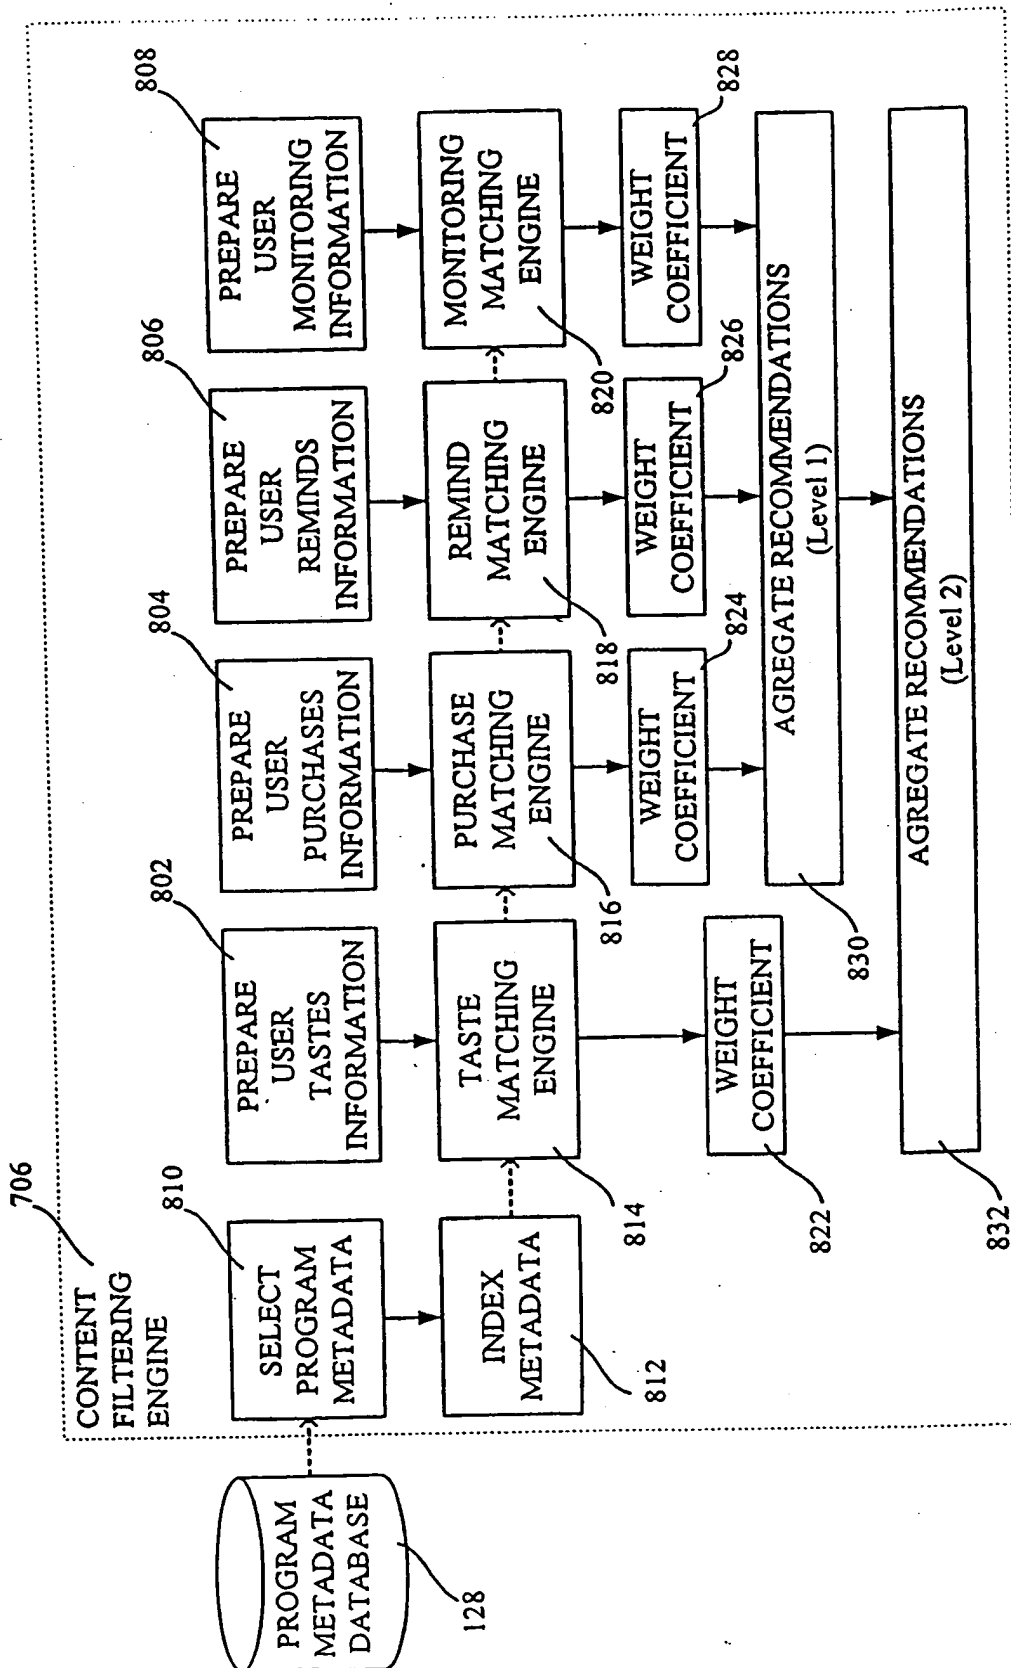 706
CONTENT
FILTERING
ENGINE
PROGRAM
METADATA
DATABASE
128
810
SELECT
PROGRAM
METADATA
INDEX
METADATA
812
802
PREPARE
USER
TASTES
INFORMATION
TASTE
MATCHING
ENGINE
814
WEIGHT
COEFFICIENT
822
804
PREPARE
USER
PURCHASES
INFORMATION
PURCHASE
MATCHING
ENGINE
816
WEIGHT
COEFFICIENT
824
806
PREPARE
USER
REMINDS
INFORMATION
REMIND
MATCHING
ENGINE
818
WEIGHT
COEFFICIENT
826
808
PREPARE
USER
MONITORING
INFORMATION
MONITORING
MATCHING
ENGINE
820
WEIGHT
COEFFICIENT
828
AGREGATE RECOMMENDATIONS
(Level 1)
830
AGREGATE RECOMMENDATIONS
(Level 2)
832